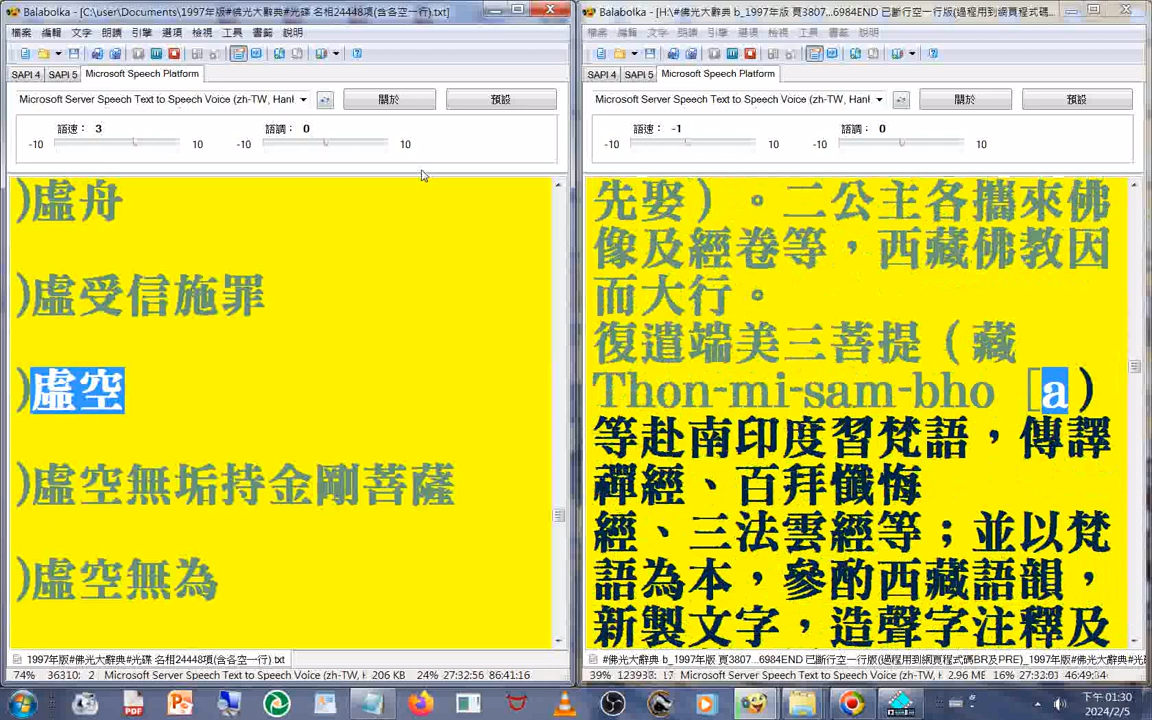 Balabolka - [C:\user\Documents\1997年版#佛光大辭典#光碟 名相24448項(含各空一行).txt]
檔案 編輯 文字 朗讀 引擎 選項 檢視 工具 書籤 說明
SAPI 4 SAPI 5 Microsoft Speech Platform
Microsoft Server Speech Text to Speech Voice (zh-TW, Han 關於 預設
語速： 3 語調： 0
-10 10 -10 10
)虛舟
)虛受信施罪
)虛空
)虛空無垢持金剛菩薩
)虛空無為
1997年版#佛光大辭典#光碟 名相24448項(含各空一行).txt
74% 36310: 2 Microsoft Server Speech Text to Speech Voice (zh-TW, 206 KB 24% 27:32:56 86:41:16
Balabolka - [H:\#佛光大辭典 b_1997年版 頁3807...6984END 已斷行空一行版(過程用到網頁程式碼
檔案 編輯 文字 朗讀 引擎 選項 檢視 工具 書籤 說明
SAPI 4 SAPI 5 Microsoft Speech Platform
Microsoft Server Speech Text to Speech Voice (zh-TW, Han 關於 預設
語速： -1 語調： 0
-10 10 -10 10
先娶）。二公主各攜來佛
像及經卷等，西藏佛教因
而大行。
復遣端美三菩提（藏
Thon-mi-sam-bho［a）
等赴南印度習梵語，傳譯
禪經、百拜懺悔
經、三法雲經等；並以梵
語為本，參酌西藏語韻，
新製文字，造聲字注釋及
#佛光大辭典 b_1997年版 頁3807...6984END 已斷行空一行版(過程用到網頁程式碼BR及PRE)_1997年版#佛光
39% 123938: 17 Microsoft Server Speech Text to Speech Voice (zh-TW, 2.96 MB 16% 27:33:01
PDF
下午 01:30
2024/2/5